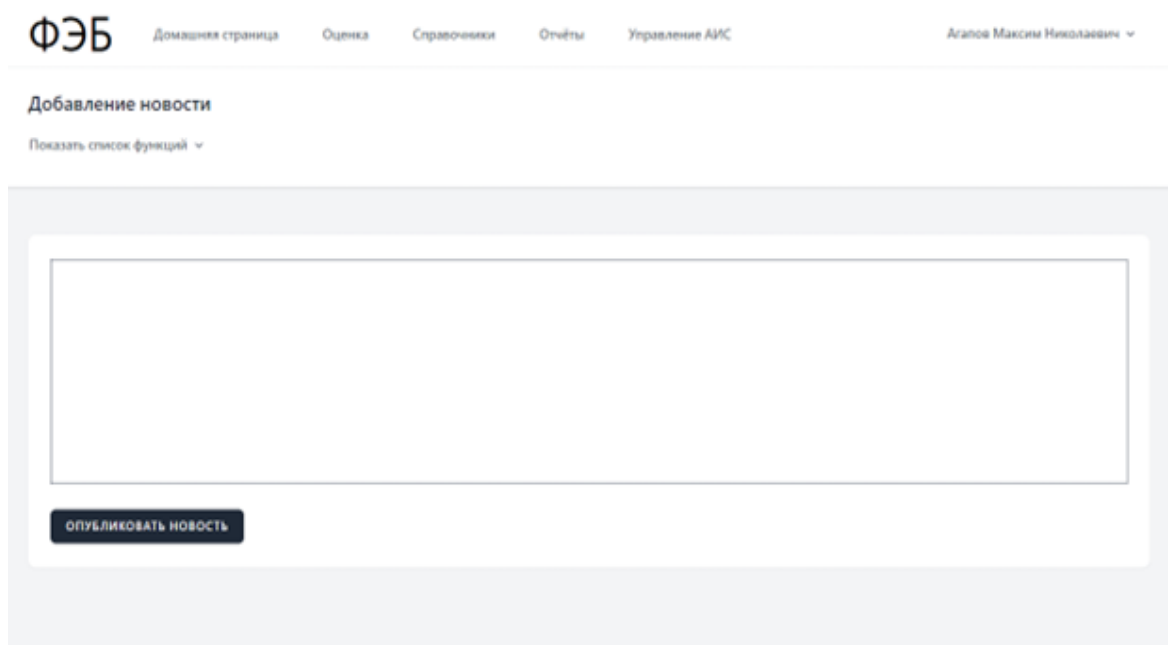 ФЭБ Домашняя страница Оценка Справочники Отчёты Управление АИС Агапов Максим Николаевич
Добавление новости
Показать список функций
ОПУБЛИКОВАТЬ НОВОСТЬ